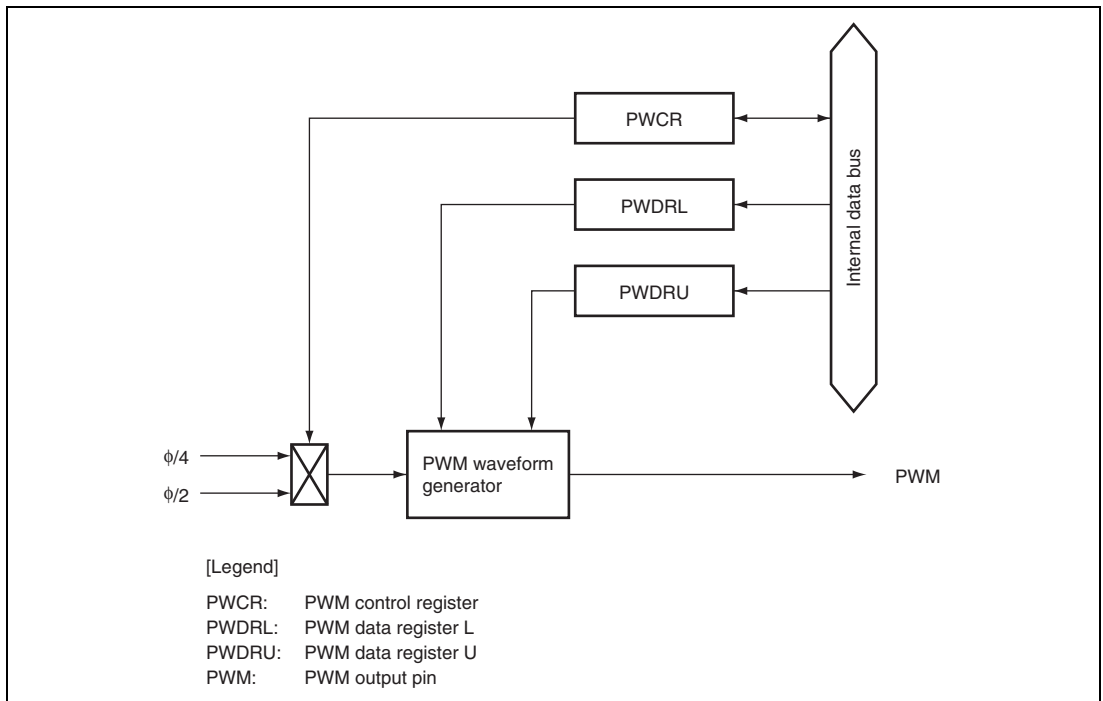 PWCR
PWDRL
PWDRU
Internal data bus
ϕ/4
ϕ/2
PWM waveform
generator
PWM
[Legend]
PWCR: PWM control register
PWDRL: PWM data register L
PWDRU: PWM data register U
PWM: PWM output pin